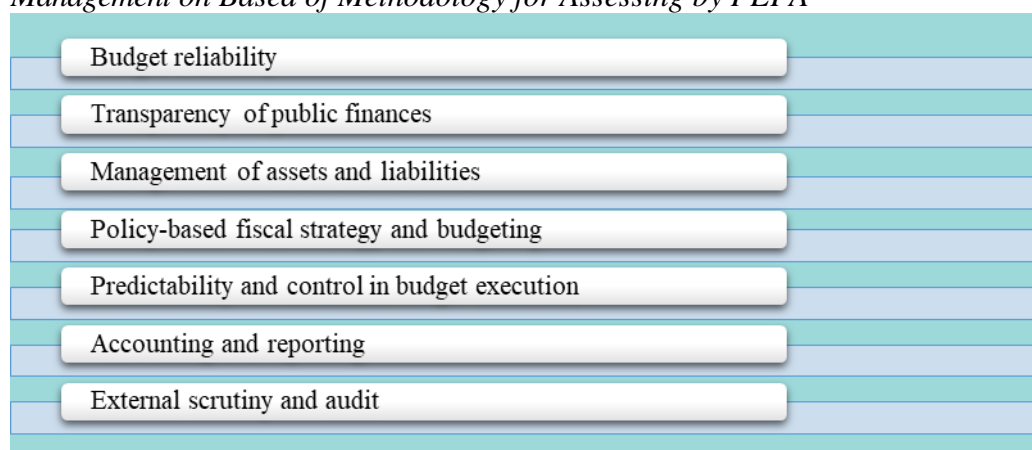 Management on Based of Methodology for Assessing by PEFA
Budget reliability
Transparency of public finances
Management of assets and liabilities
Policy-based fiscal strategy and budgeting
Predictability and control in budget execution
Accounting and reporting
External scrutiny and audit